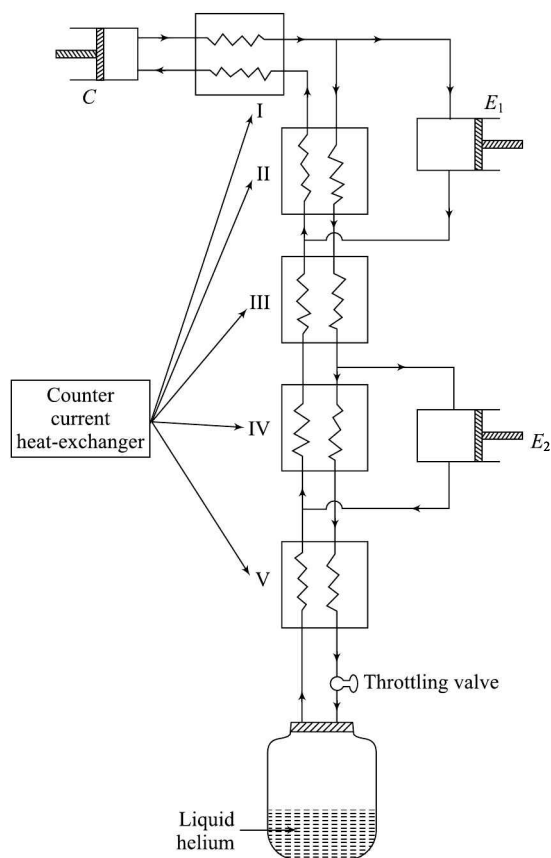 C
I
E1
II
III
Counter
current
heat-exchanger
IV
E2
V
Throttling valve
Liquid
helium